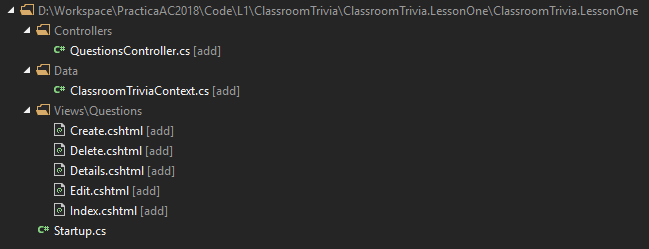 D:\Workspace\PracticaAC2018\Code\L1\ClassroomTrivia\ClassroomTrivia.LessonOne\ClassroomTrivia.LessonOne
Controllers
C# QuestionsController.cs [add]
Data
C# ClassroomTriviaContext.cs [add]
Views\Questions
Create.cshtml [add]
Delete.cshtml [add]
Details.cshtml [add]
Edit.cshtml [add]
Index.cshtml [add]
C# Startup.cs